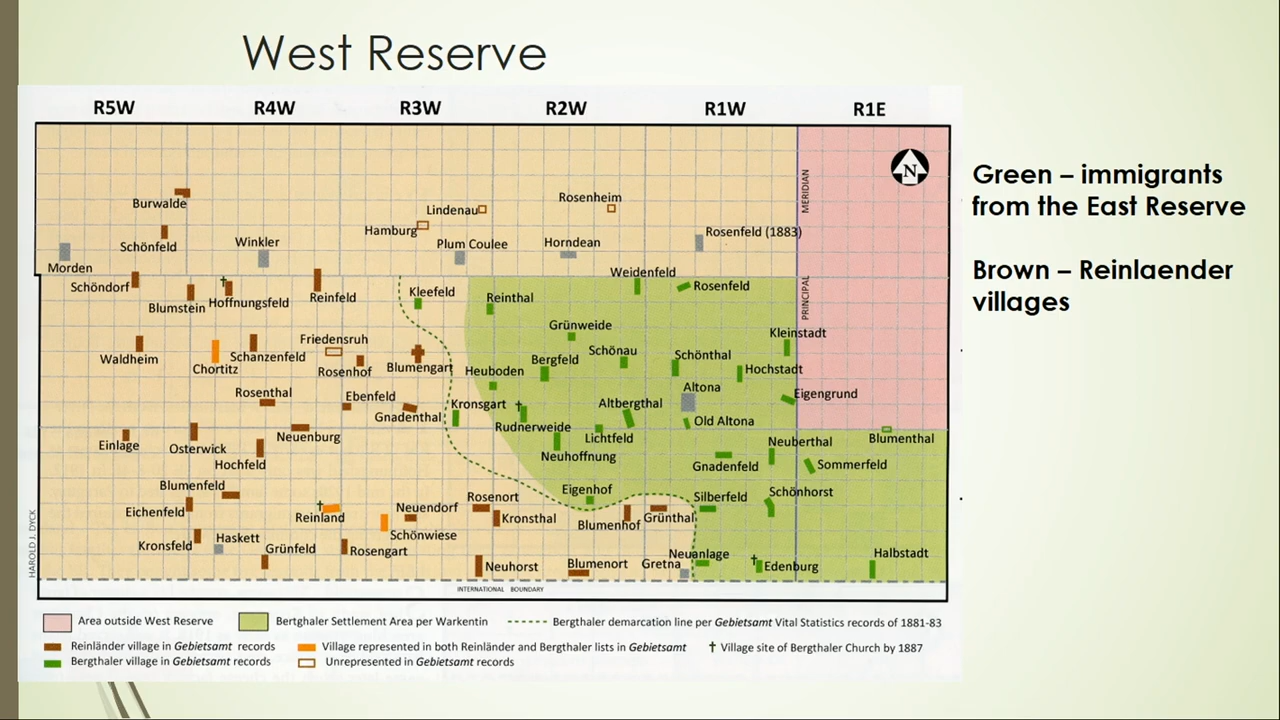 West Reserve
R5W R4W R3W R2W R1W R1E
MERIDIAN
N
Green – immigrants
from the East Reserve
Brown – Reinlaender
villages
Burwalde
Lindenau
Rosenheim
Hamburg
Rosenfeld (1883)
Schönfeld
Winkler
Plum Coulee
Horndean
Morden
Weidenfeld
Schöndorf
Rosenfeld
PRINCIPAL
Blumstein
Hoffnungsfeld
Reinfeld
Kleefeld
Reinthal
Grünweide
Kleinstadt
Friedensruh
Schönau
Schönthal
Waldheim
Schanzenfeld
Bergfeld
Chortitz
Rosenhof
Blumengart
Heuboden
Hochstadt
Altona
Rosenthal
Ebenfeld
Eigengrund
Kronsgart
Altbergthal
Gnadenthal
Old Altona
Rudnerweide
Neuenburg
Lichtfeld
Blumenthal
Einlage
Osterwick
Neuberthal
Hochfeld
Neuhoffnung
Gnadenfeld
Sommerfeld
Blumenfeld
Eigenhof
Schönhorst
Rosenort
Silberfeld
Eichenfeld
Reinland
Neuendorf
Kronsthal
Blumenhof
Grünthal
Schönwiese
Haskett
Kronsfeld
Grünfeld
Rosengart
Neuanlage
Halbstadt
Neuhorst
Blumenort
Gretna
Edenburg
HAROLD J. DYCK
INTERNATIONAL BOUNDARY
Area outside West Reserve
Bertghaler Settlement Area per Warkentin
Bergthaler demarcation line per Gebietsamt Vital Statistics records of 1881-83
Reinländer village in Gebietsamt records
Village represented in both Reinländer and Bergthaler lists in Gebietsamt
Village site of Bergthaler Church by 1887
Bergthaler village in Gebietsamt records
Unrepresented in Gebietsamt records